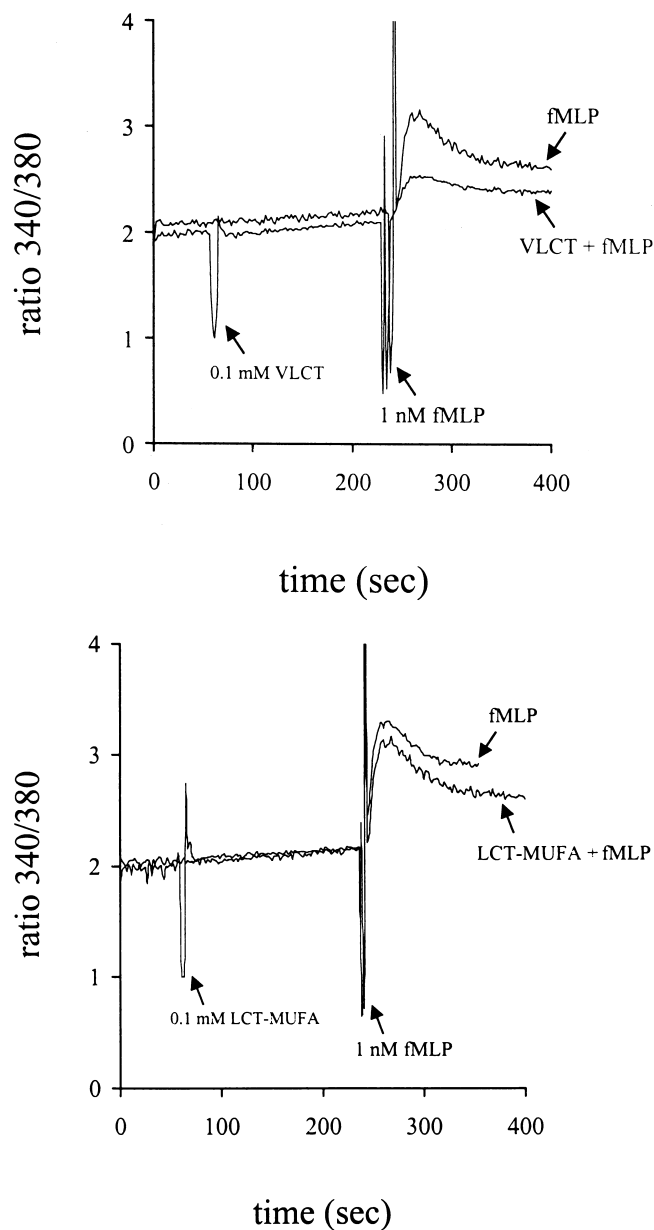 4
3
2
1
0
ratio 340/380
fMLP
VLCT + fMLP
0.1 mM VLCT
1 nM fMLP
0 100 200 300 400
time (sec)
4
3
2
1
0
ratio 340/380
fMLP
LCT-MUFA + fMLP
0.1 mM LCT-MUFA
1 nM fMLP
0 100 200 300 400
time (sec)